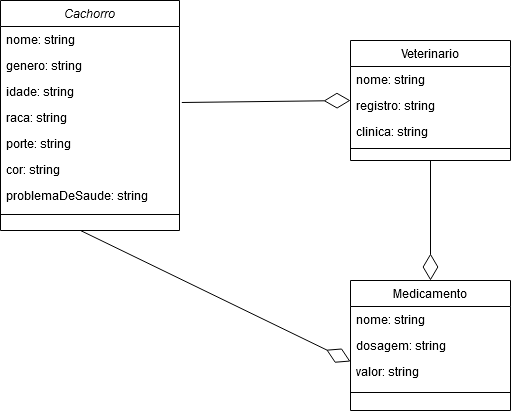 Cachorro
nome: string
genero: string
idade: string
raca: string
porte: string
cor: string
problemaDeSaude: string
Veterinario
nome: string
registro: string
clinica: string
Medicamento
nome: string
dosagem: string
valor: string